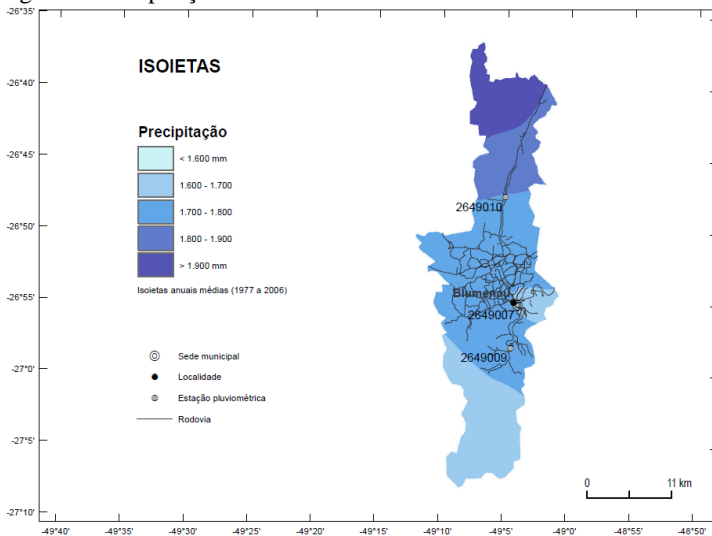 -26°35'
ISOIETAS
-26°40'
Precipitação
-26°45'
< 1.600 mm
1.600 - 1.700
2649010
-26°50'
1.700 - 1.800
1.800 - 1.900
> 1.900 mm
Isoietas anuais médias (1977 a 2006)
-26°55'
Blumenau
2649007
Sede municipal
-27°0'
2649009
Localidade
Estação pluviométrica
Rodovia
-27°5'
0 11 km
-27°10'
-49°40' -49°35' -49°30' -49°25' -49°20' -49°15' -49°10' -49°5' -49°0' -48°55' -48°50'